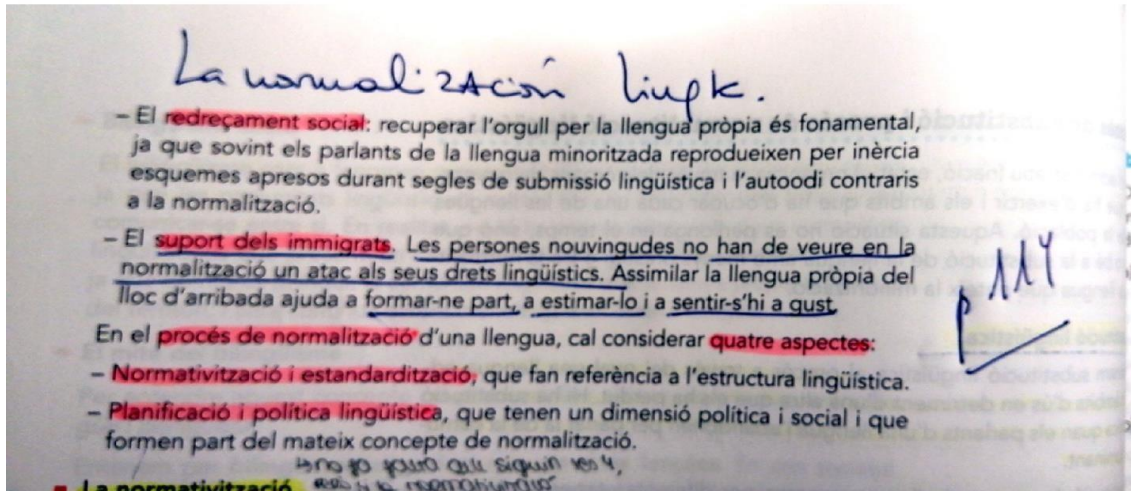 La normalización
– El redreçament social: recuperar l'orgull per la llengua pròpia és fonamental,
ja que sovint els parlants de la llengua minoritzada reprodueixen per inèrcia
esquemes apresos durant segles de submissió lingüística i l'autoodi contraris
a la normalització.
– El suport dels immigrats. Les persones nouvingudes no han de veure en la
normalització un atac als seus drets lingüístics. Assimilar la llengua pròpia del
lloc d'arribada ajuda a formar-ne part, a estimar-lo i a sentir-s'hi a gust.
p 114
En el procés de normalització d'una llengua, cal considerar quatre aspectes:
– Normativització i estandardització, que fan referència a l'estructura lingüística.
– Planificació i política lingüística, que tenen un dimensió política i social i que
formen part del mateix concepte de normalització.
que siguin
La normativització